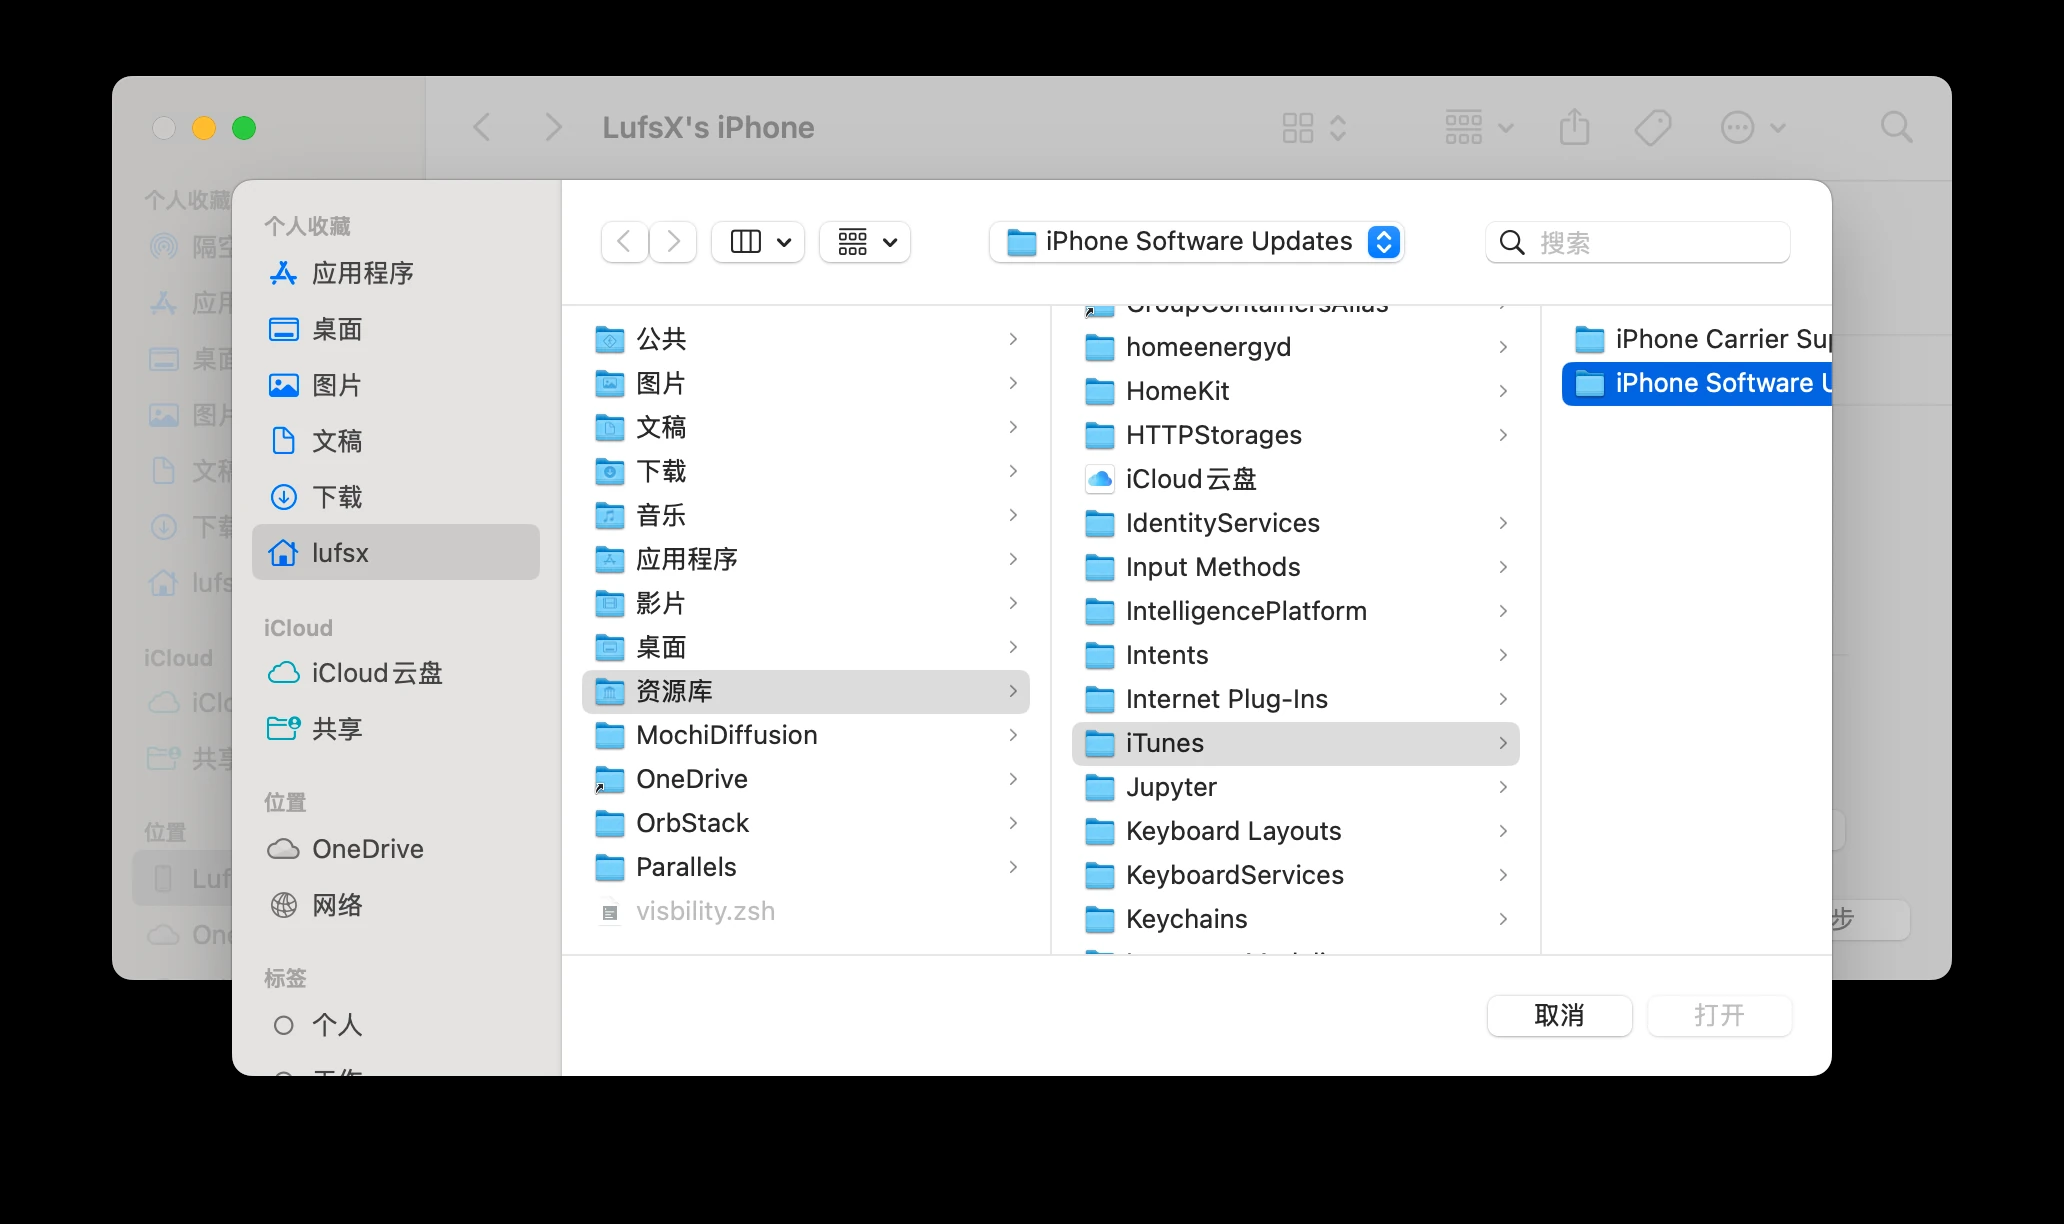 LufsX's iPhone
个人收藏
隔空
应用
桌面
图片
文稿
下载
lufs
iCloud
iClo
共享
位置
Luf
One
个人收藏
应用程序
桌面
图片
文稿
下载
lufsx
iCloud
iCloud云盘
共享
位置
OneDrive
网络
标签
个人
工作
iPhone Software Updates
搜索
公共
图片
文稿
下载
音乐
应用程序
影片
桌面
资源库
MochiDiffusion
OneDrive
OrbStack
Parallels
visbility.zsh
GroupContainersAlias
homeenergyd
HomeKit
HTTPStorages
iCloud云盘
IdentityServices
Input Methods
IntelligencePlatform
Intents
Internet Plug-Ins
iTunes
Jupyter
Keyboard Layouts
KeyboardServices
Keychains
iPhone Carrier Sup
iPhone Software U
步
取消
打开